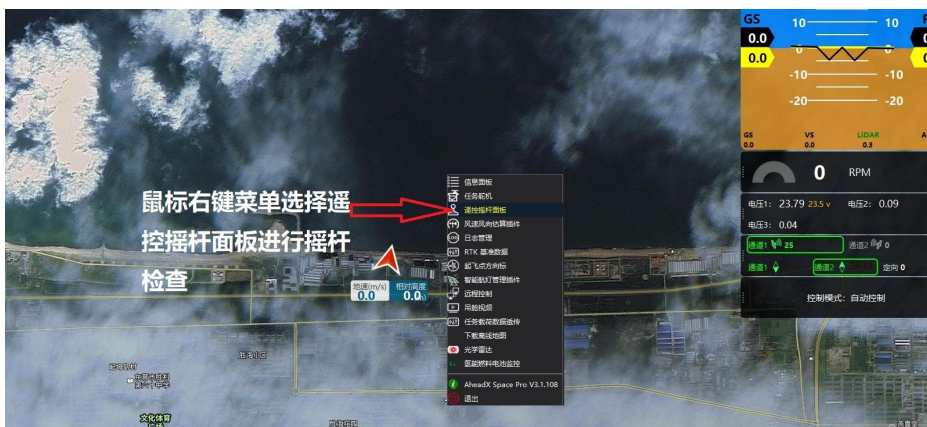 GS
10 10
0.0
0.0
-10 -10
-20 -20
GS VS LiDAR A
0.0 0.0 0.3
0 RPM
电压1: 23.79 23.5 v 电压2: 0.09
电压3: 0.04
通道1 25 通道2 0
通道1 通道2 定向 0
控制模式: 自动控制
鼠标右键菜单选择遥
控摇杆面板进行摇杆
检查
信息面板
任务舵机
遥控摇杆面板
风速风向估算插件
日志管理
RTK 基准数据
起飞点方向标
智能航灯管理插件
远程控制
吊舱视频
任务载荷数据透传
下载离线地图
光学雷达
氢能燃料电池监控
AheadX Space Pro V3.1.108
退出
地速(m/s) 相对高度
0.0 0.0
胜海小区
文化体育